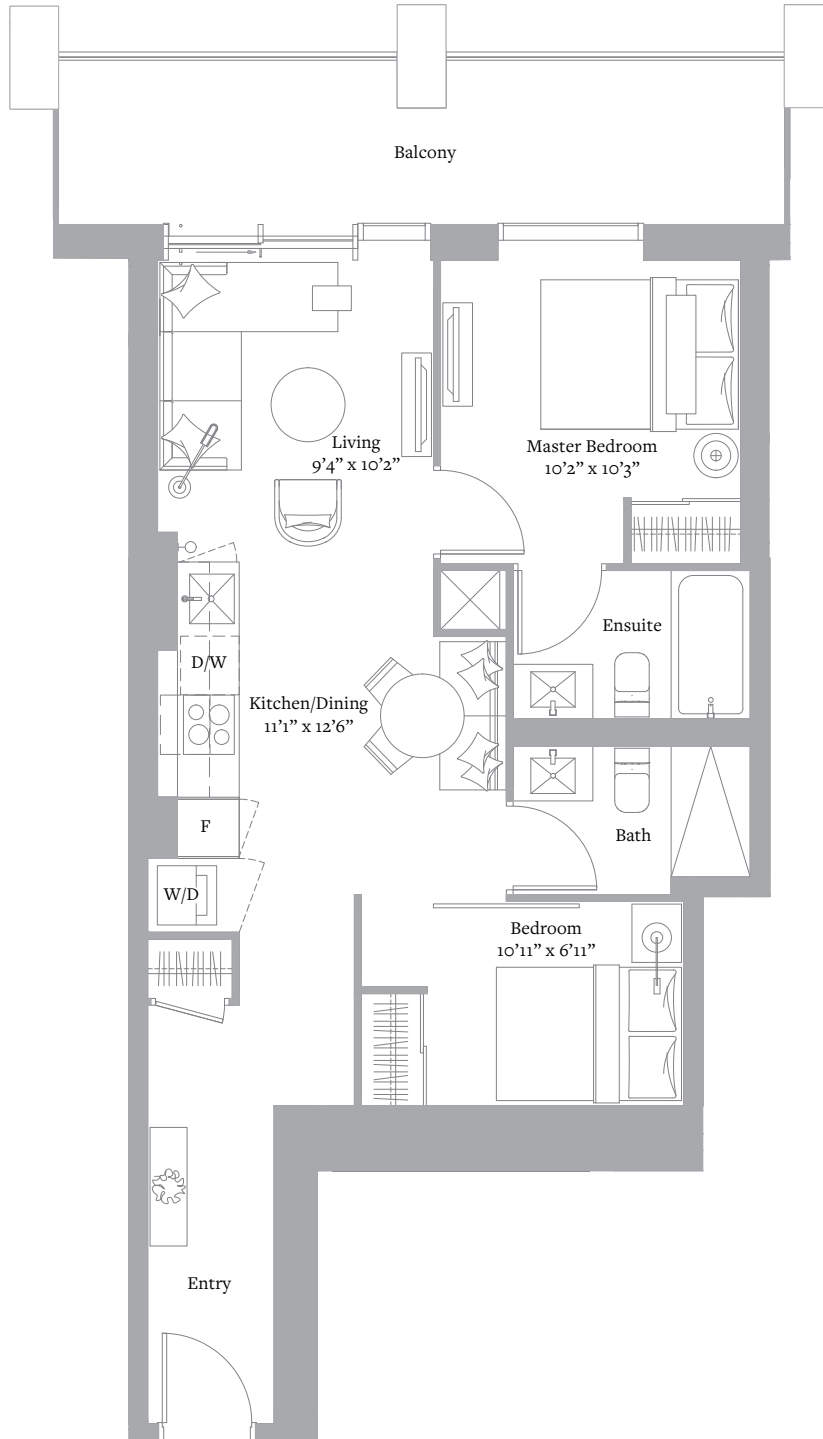 Balcony
Living
9’4” x 10’2”
Master Bedroom
10’2” x 10’3”
Ensuite
D/W
Kitchen/Dining
11’1” x 12’6”
F
Bath
W/D
Bedroom
10’11” x 6’11”
Entry